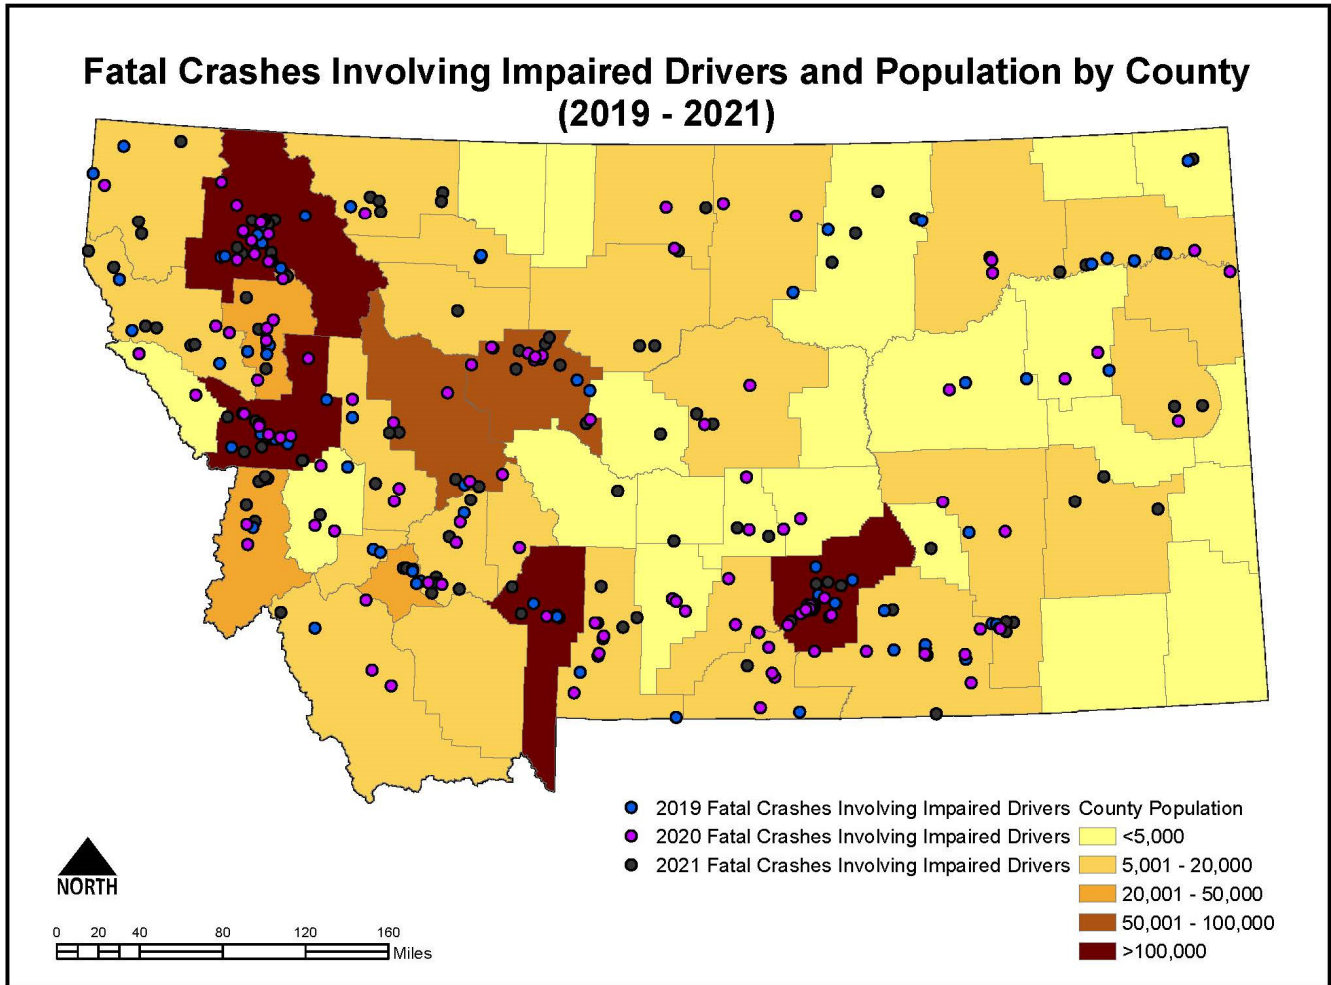 Fatal Crashes Involving Impaired Drivers and Population by County
(2019 - 2021)
2019 Fatal Crashes Involving Impaired Drivers
2020 Fatal Crashes Involving Impaired Drivers
2021 Fatal Crashes Involving Impaired Drivers
County Population
<5,000
5,001 - 20,000
20,001 - 50,000
50,001 - 100,000
>100,000
NORTH
0 20 40 80 120 160
Miles